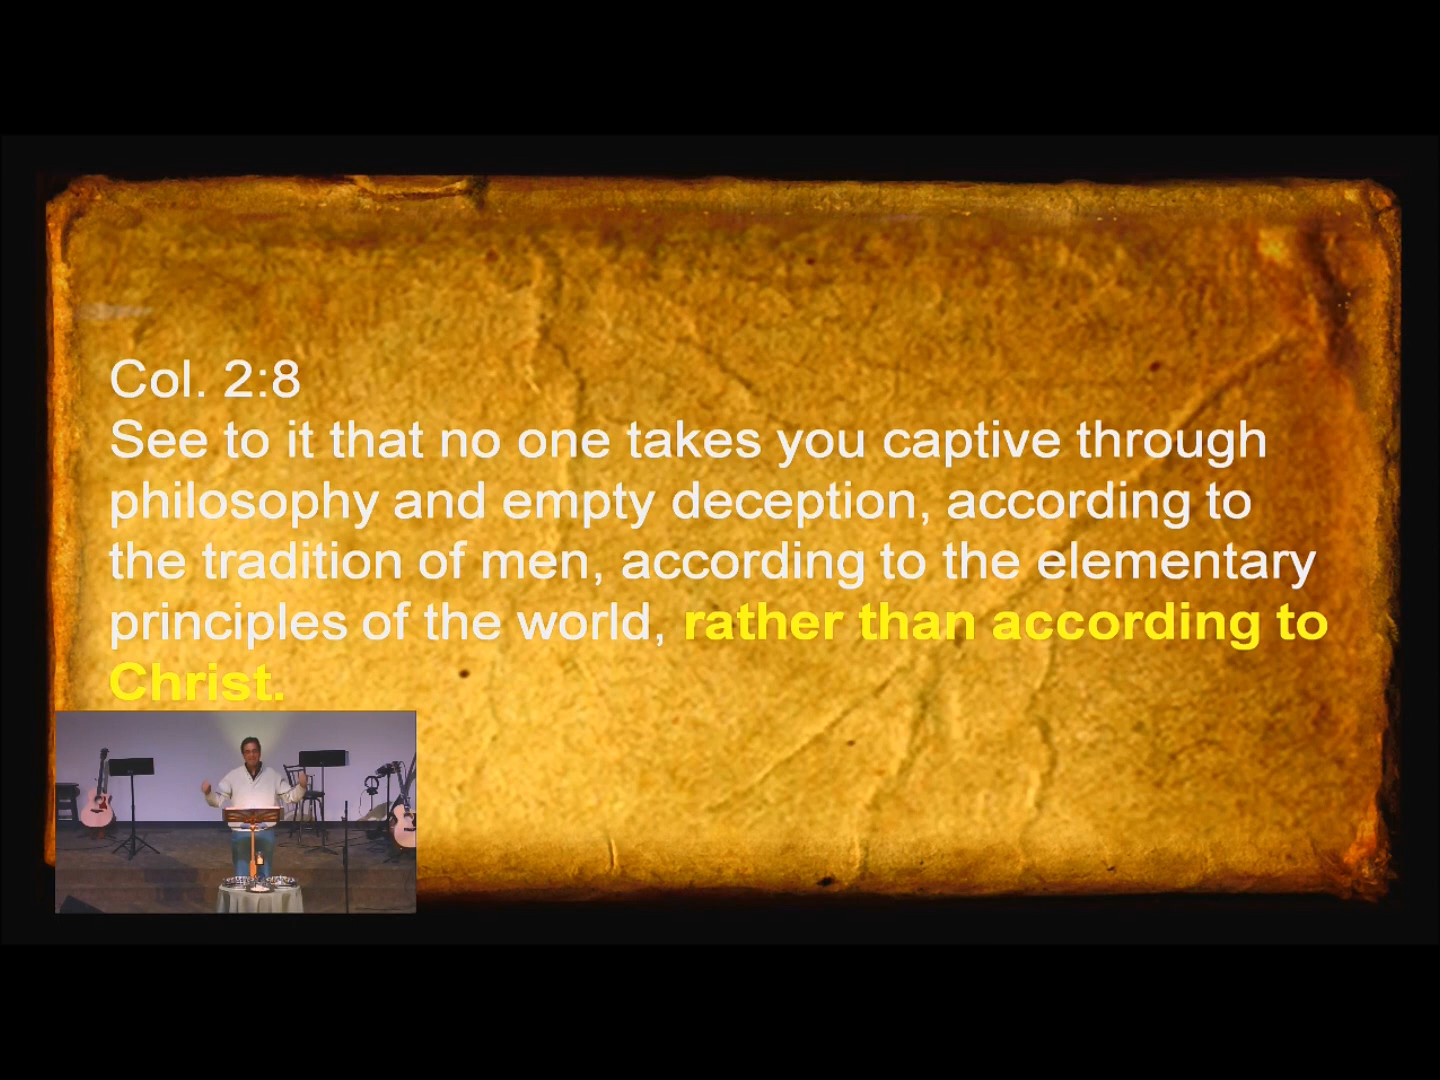 Col. 2:8
See to it that no one takes you captive through
philosophy and empty deception, according to
the tradition of men, according to the elementary
principles of the world, rather than according to
Christ.